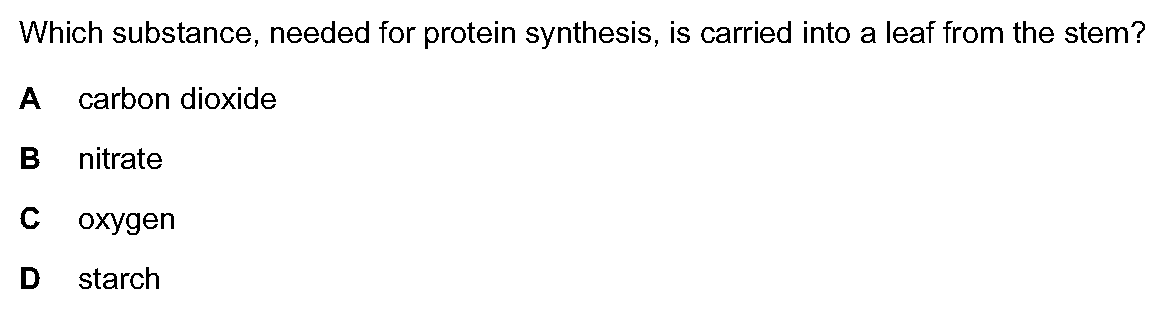 Which substance, needed for protein synthesis, is carried into a leaf from the stem?
A carbon dioxide
B nitrate
C oxygen
D starch